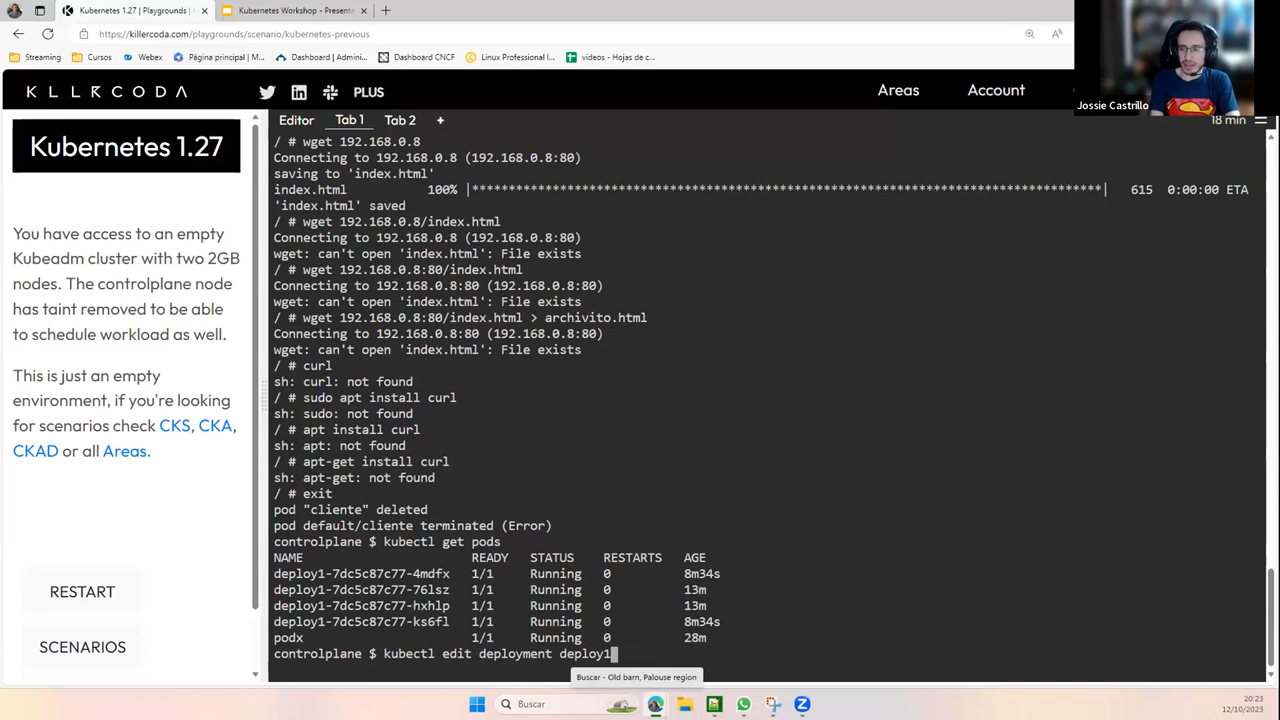 Kubernetes 1.27 | Playgrounds |
Kubernetes Workshop - Presenta
https://killercoda.com/playgrounds/scenario/kubernetes-previous
Streaming
Cursos
Webex
Página principal | M...
Dashboard | Admini...
Dashboard CNCF
Linux Professional I...
videos - Hojas de c...
Jossie Castrillo
KLLRKODA
PLUS
Areas
Account
Editor
Tab 1
Tab 2
+
18 min
Kubernetes 1.27
You have access to an empty
Kubeadm cluster with two 2GB
nodes. The controlplane node
has taint removed to be able
to schedule workload as well.
This is just an empty
environment, if you're looking
for scenarios check CKS, CKA,
CKAD or all Areas.
RESTART
SCENARIOS
/ # wget 192.168.0.8
Connecting to 192.168.0.8 (192.168.0.8:80)
saving to 'index.html'
index.html 100% |********************************************************************************| 615 0:00:00 ETA
'index.html' saved
/ # wget 192.168.0.8/index.html
Connecting to 192.168.0.8 (192.168.0.8:80)
wget: can't open 'index.html': File exists
/ # wget 192.168.0.8:80/index.html
Connecting to 192.168.0.8:80 (192.168.0.8:80)
wget: can't open 'index.html': File exists
/ # wget 192.168.0.8:80/index.html > archivito.html
Connecting to 192.168.0.8:80 (192.168.0.8:80)
wget: can't open 'index.html': File exists
/ # curl
sh: curl: not found
/ # sudo apt install curl
sh: sudo: not found
/ # apt install curl
sh: apt: not found
/ # apt-get install curl
sh: apt-get: not found
/ # exit
pod "cliente" deleted
pod default/cliente terminated (Error)
controlplane $ kubectl get pods
NAME READY STATUS RESTARTS AGE
deploy1-7dc5c87c77-4mdfx 1/1 Running 0 8m34s
deploy1-7dc5c87c77-76lsz 1/1 Running 0 13m
deploy1-7dc5c87c77-hxhlp 1/1 Running 0 13m
deploy1-7dc5c87c77-ks6fl 1/1 Running 0 8m34s
podx 1/1 Running 0 28m
controlplane $ kubectl edit deployment deploy1
Buscar - Old barn, Palouse region
Buscar
20:23
12/10/2023